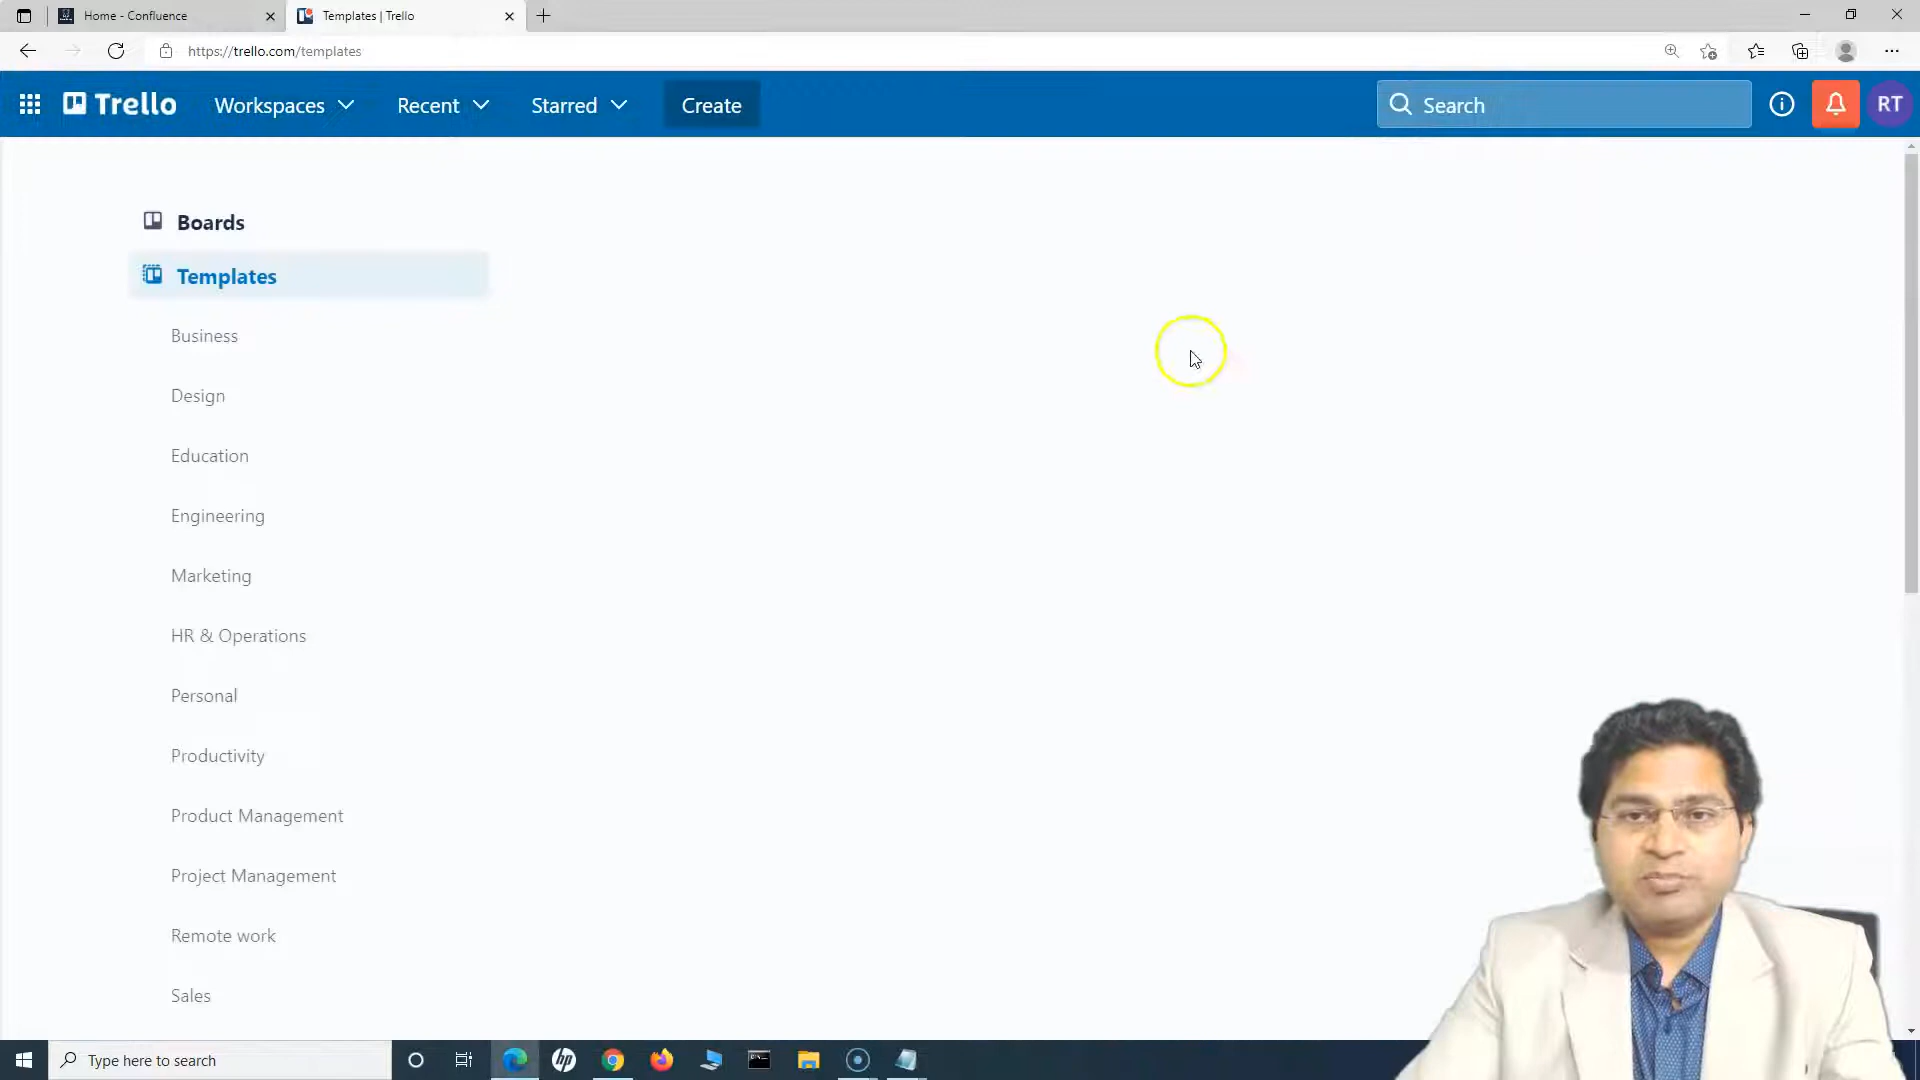 Home - Confluence
Templates | Trello
https://trello.com/templates
Trello
Workspaces
Recent
Starred
Create
Search
RT
Boards
Templates
Business
Design
Education
Engineering
Marketing
HR & Operations
Personal
Productivity
Product Management
Project Management
Remote work
Sales
Type here to search
hp